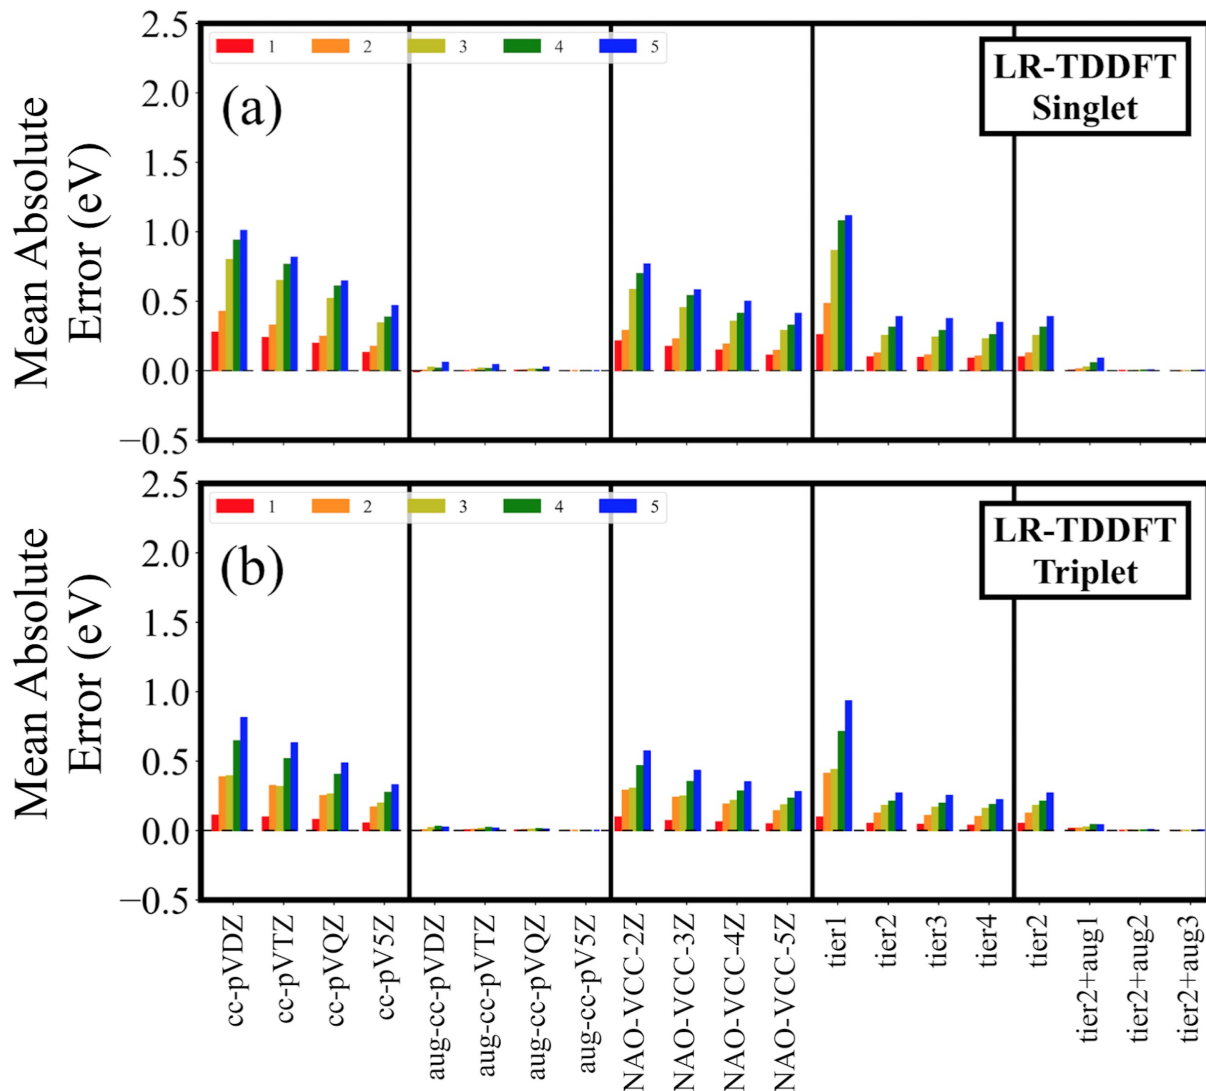 2.5
2.0
1.5
1.0
0.5
0.0
−0.5
Mean Absolute
Error (eV)
1 2 3 4 5
(a)
LR-TDDFT
Singlet
2.5
2.0
1.5
1.0
0.5
0.0
−0.5
Mean Absolute
Error (eV)
1 2 3 4 5
(b)
LR-TDDFT
Triplet
cc-pVDZ
cc-pVTZ
cc-pVQZ
cc-pV5Z
aug-cc-pVDZ
aug-cc-pVTZ
aug-cc-pVQZ
aug-cc-pV5Z
NAO-VCC-2Z
NAO-VCC-3Z
NAO-VCC-4Z
NAO-VCC-5Z
tier1
tier2
tier3
tier4
tier2
tier2+aug1
tier2+aug2
tier2+aug3